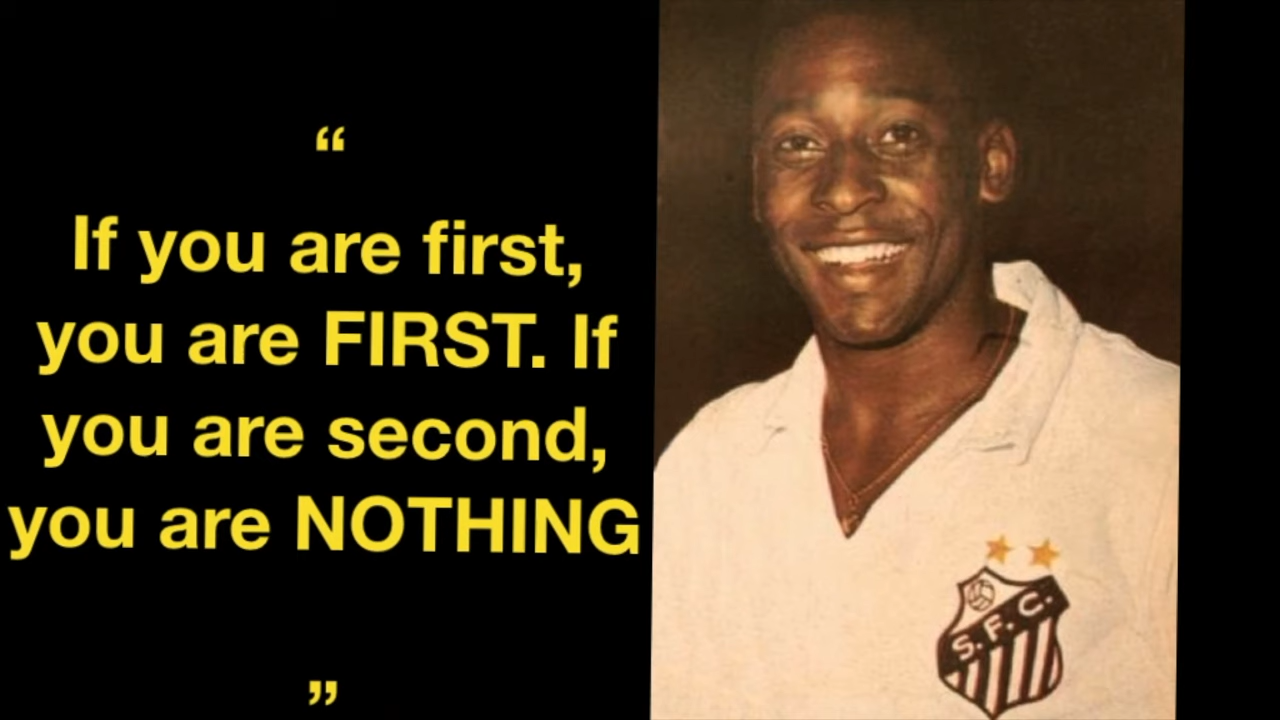 “
If you are first,
you are FIRST. If
you are second,
you are NOTHING
”
S.F.C.